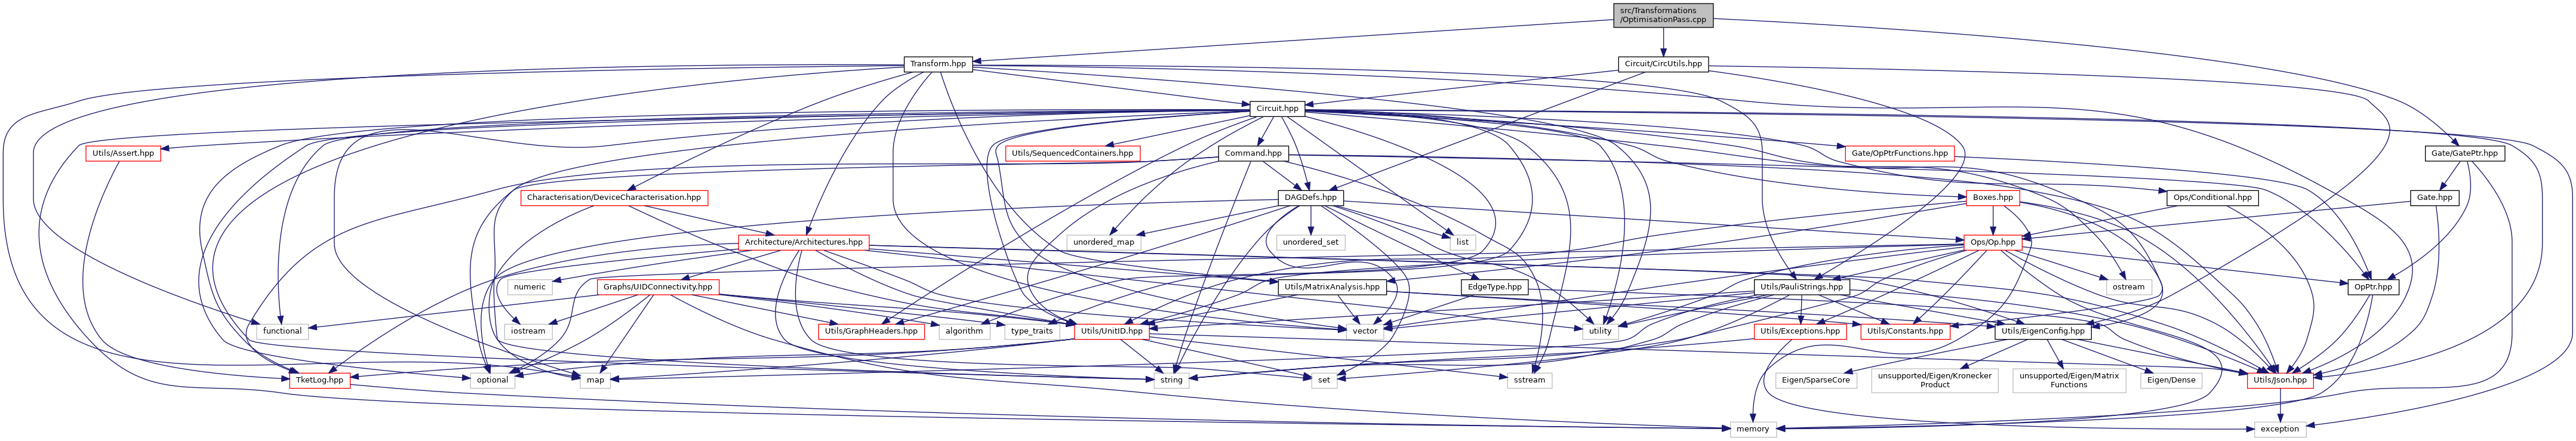 src/Transformations
/OptimisationPass.cpp
Transform.hpp
Circuit/CircUtils.hpp
Circuit.hpp
Utils/Assert.hpp
Utils/SequencedContainers.hpp
Command.hpp
Gate/OpPtrFunctions.hpp
Gate/GatePtr.hpp
Characterisation/DeviceCharacterisation.hpp
DAGDefs.hpp
Boxes.hpp
Ops/Conditional.hpp
Gate.hpp
Architecture/Architectures.hpp
unordered_map
unordered_set
list
Ops/Op.hpp
numeric
Graphs/UIDConnectivity.hpp
Utils/MatrixAnalysis.hpp
EdgeType.hpp
Utils/PauliStrings.hpp
ostream
OpPtr.hpp
functional
iostream
Utils/GraphHeaders.hpp
algorithm
type_traits
Utils/UnitID.hpp
vector
utility
Utils/Exceptions.hpp
Utils/Constants.hpp
Utils/EigenConfig.hpp
TketLog.hpp
optional
map
string
set
sstream
Eigen/SparseCore
unsupported/Eigen/Kronecker
Product
unsupported/Eigen/Matrix
Functions
Eigen/Dense
Utils/Json.hpp
memory
exception